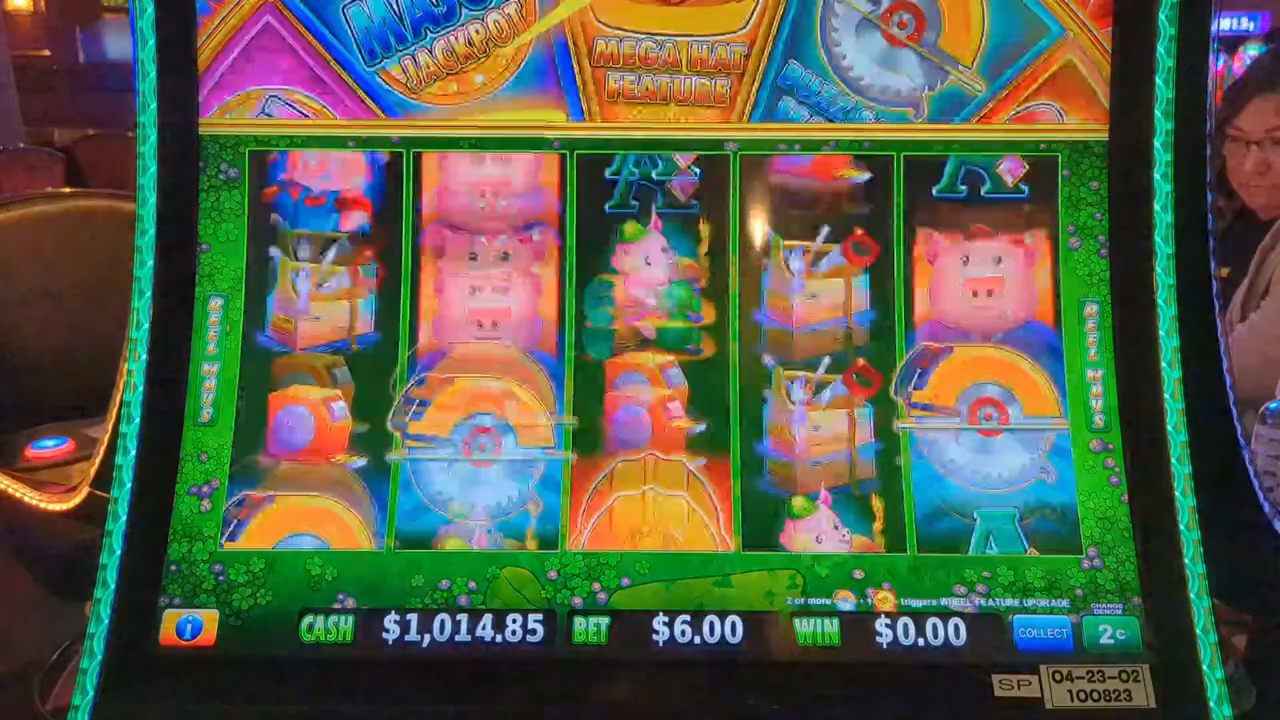 MAJOR
JACKPOT
MEGA HAT
FEATURE
REEL WAYS
REEL WAYS
2 or more + 1 triggers WHEEL FEATURE UPGRADE
CHANGE
DENOM
CASH $1,014.85 BET $6.00 WIN $0.00 COLLECT 2¢
SP
04-23-02
100823